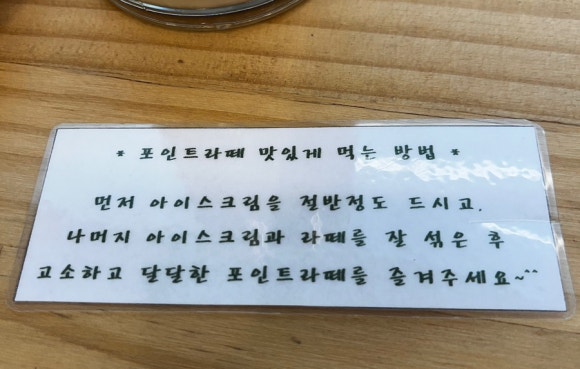 * 포인트라떼 맛있게 먹는 방법 *
먼저 아이스크림을 절반정도 드시고,
나머지 아이스크림과 라떼를 잘 섞은 후
고소하고 달달한 포인트라떼를 즐겨주세요~^^